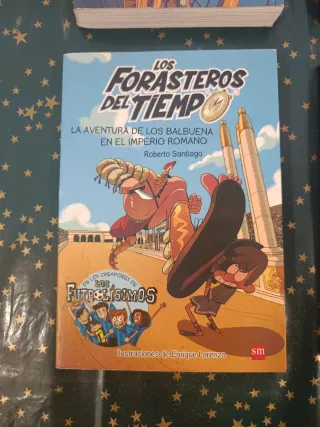 LOS
FORASTEROS
DEL TIEMPO
LA AVENTURA DE LOS BALBUENA
EN EL IMPERIO ROMANO
Roberto Santiago
DE LOS CREADORES DE
LOS
FUTBOLÍSIMOS
Ilustraciones de Enrique Lorenzo
sm